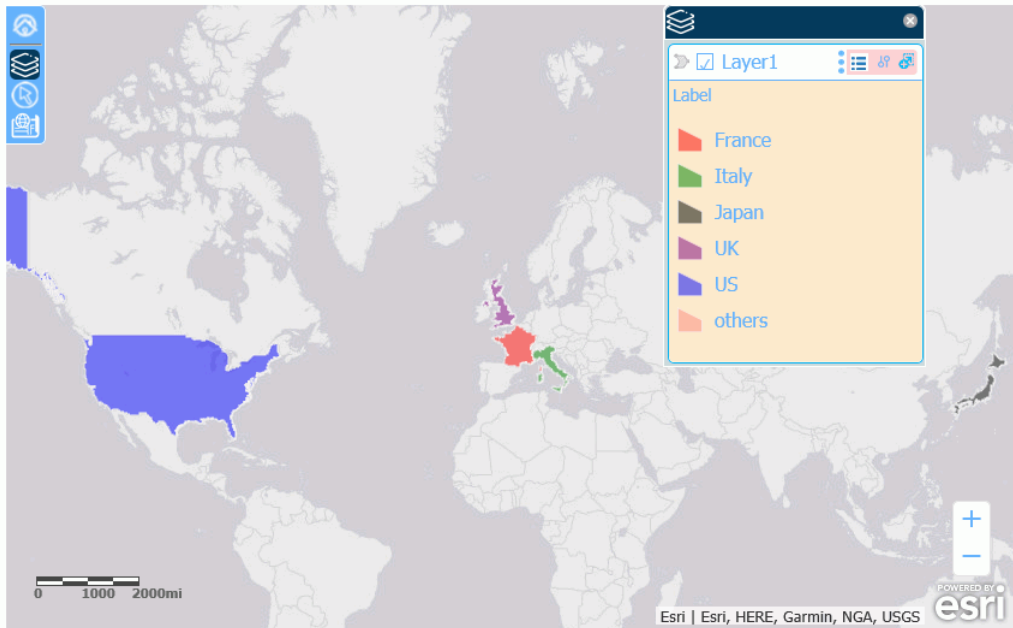 Layer1
Label
France
Italy
Japan
UK
US
others
+
−
0 1000 2000mi
POWERED BY
esri
Esri | Esri, HERE, Garmin, NGA, USGS